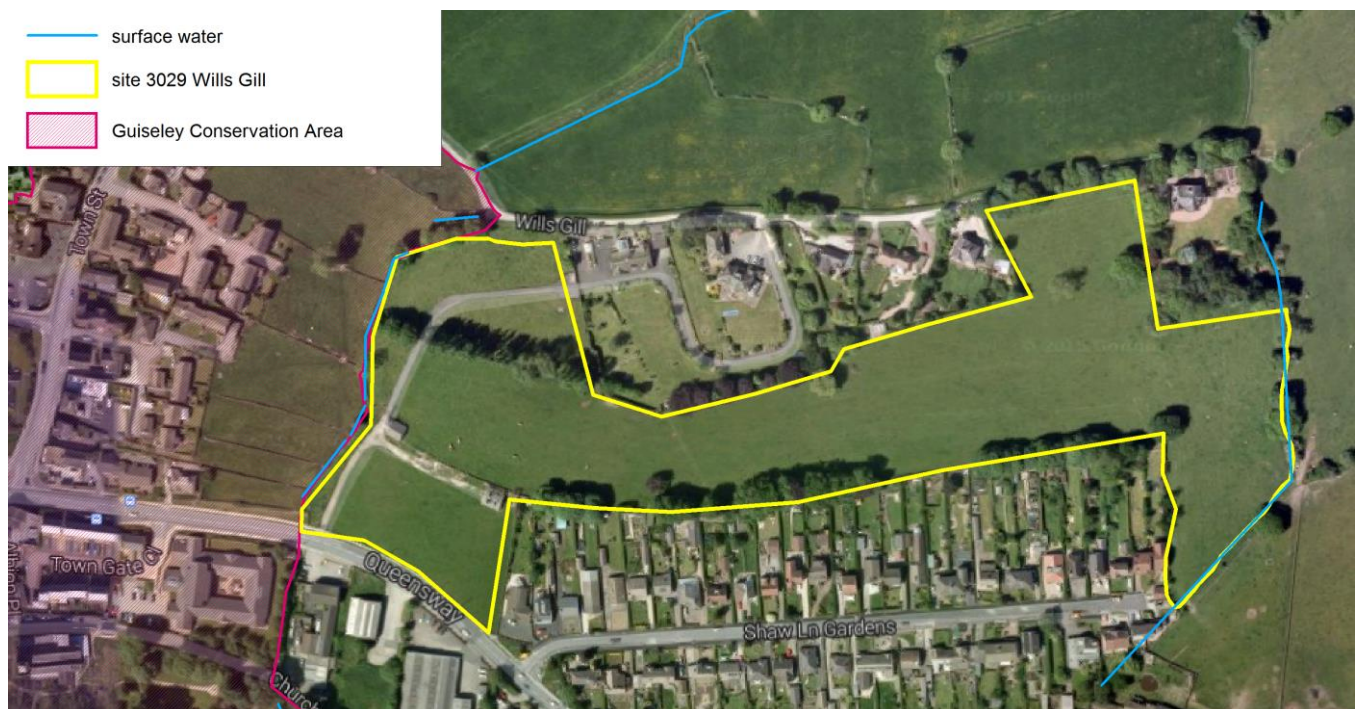 surface water
site 3029 Wills Gill
Guiseley Conservation Area
Town St
Wills Gill
Town Gate Cl
Queensway
Shaw Ln Gardens
Church